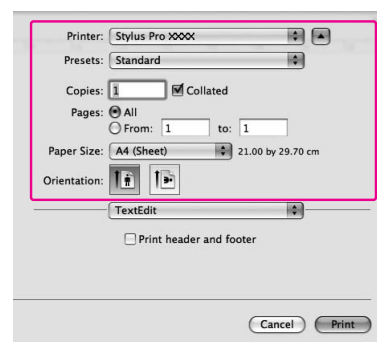 Printer: Stylus Pro XXXX
Presets: Standard
Copies: 1 Collated
Pages: All
From: 1 to: 1
Paper Size: A4 (Sheet) 21.00 by 29.70 cm
Orientation:
TextEdit
Print header and footer
Cancel Print